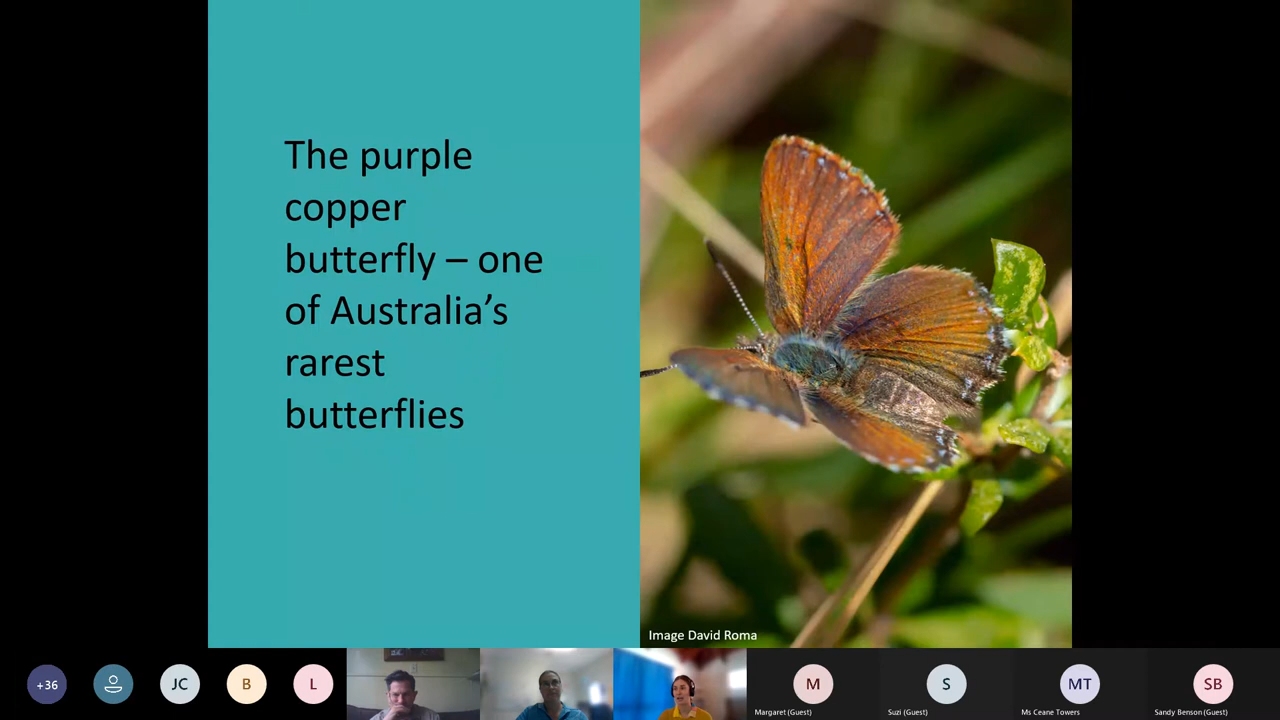 The purple
copper
butterfly – one
of Australia’s
rarest
butterflies
Image David Roma
+36
JC
B
L
M
S
MT
SB
Margaret (Guest)
Suzi (Guest)
Ms Ceane Towers
Sandy Benson (Guest)